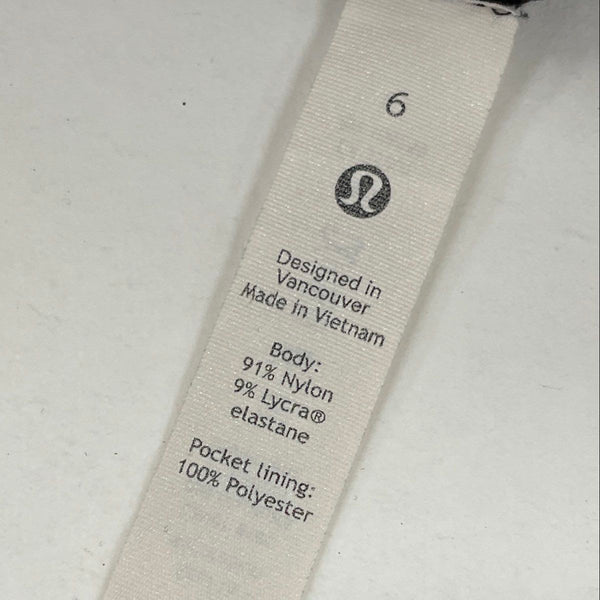 6
Designed in
Vancouver
Made in Vietnam
Body:
91% Nylon
9% Lycra®
elastane
Pocket lining:
100% Polyester